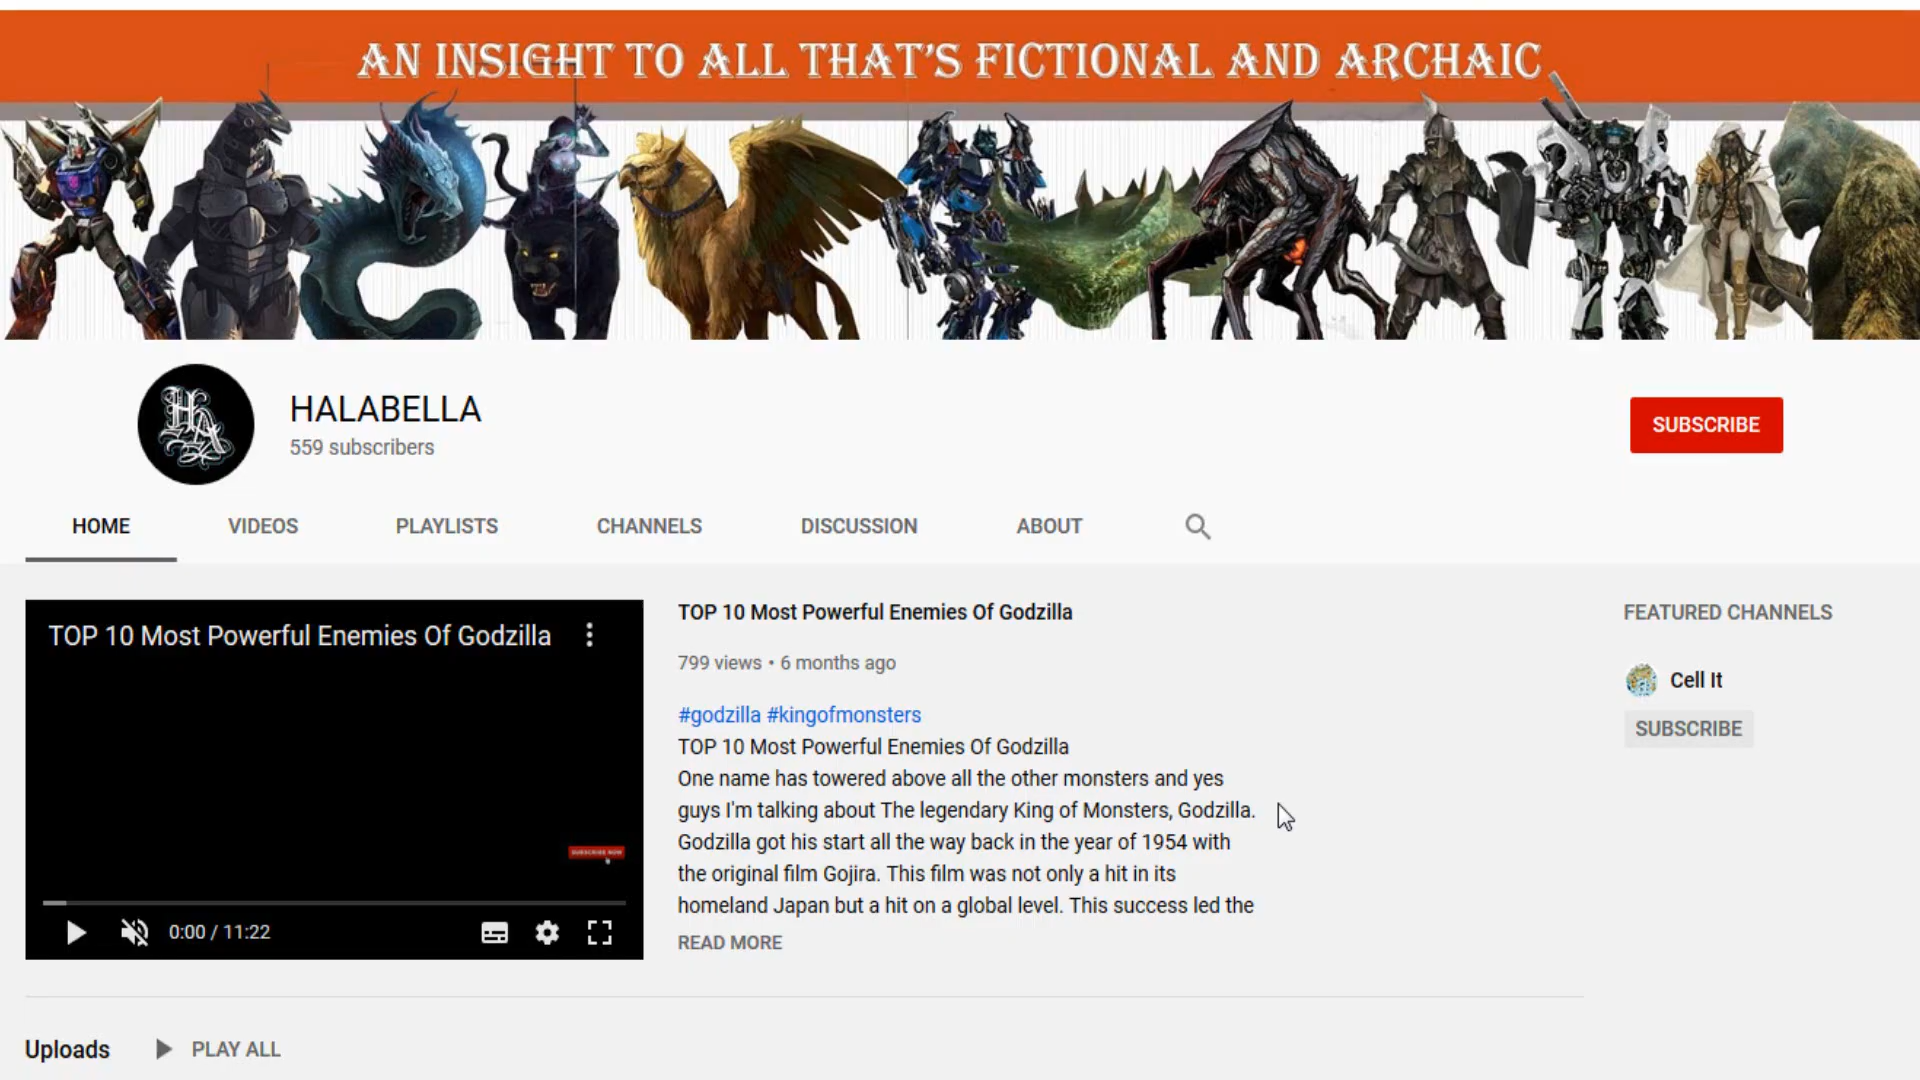 AN INSIGHT TO ALL THAT'S FICTIONAL AND ARCHAIC
HALABELLA
559 subscribers
SUBSCRIBE
HOME VIDEOS PLAYLISTS CHANNELS DISCUSSION ABOUT
TOP 10 Most Powerful Enemies Of Godzilla
SUBSCRIBE NOW
0:00 / 11:22
TOP 10 Most Powerful Enemies Of Godzilla
799 views • 6 months ago
#godzilla #kingofmonsters
TOP 10 Most Powerful Enemies Of Godzilla
One name has towered above all the other monsters and yes
guys I'm talking about The legendary King of Monsters, Godzilla.
Godzilla got his start all the way back in the year of 1954 with
the original film Gojira. This film was not only a hit in its
homeland Japan but a hit on a global level. This success led the
READ MORE
FEATURED CHANNELS
Cell It
SUBSCRIBE
Uploads PLAY ALL